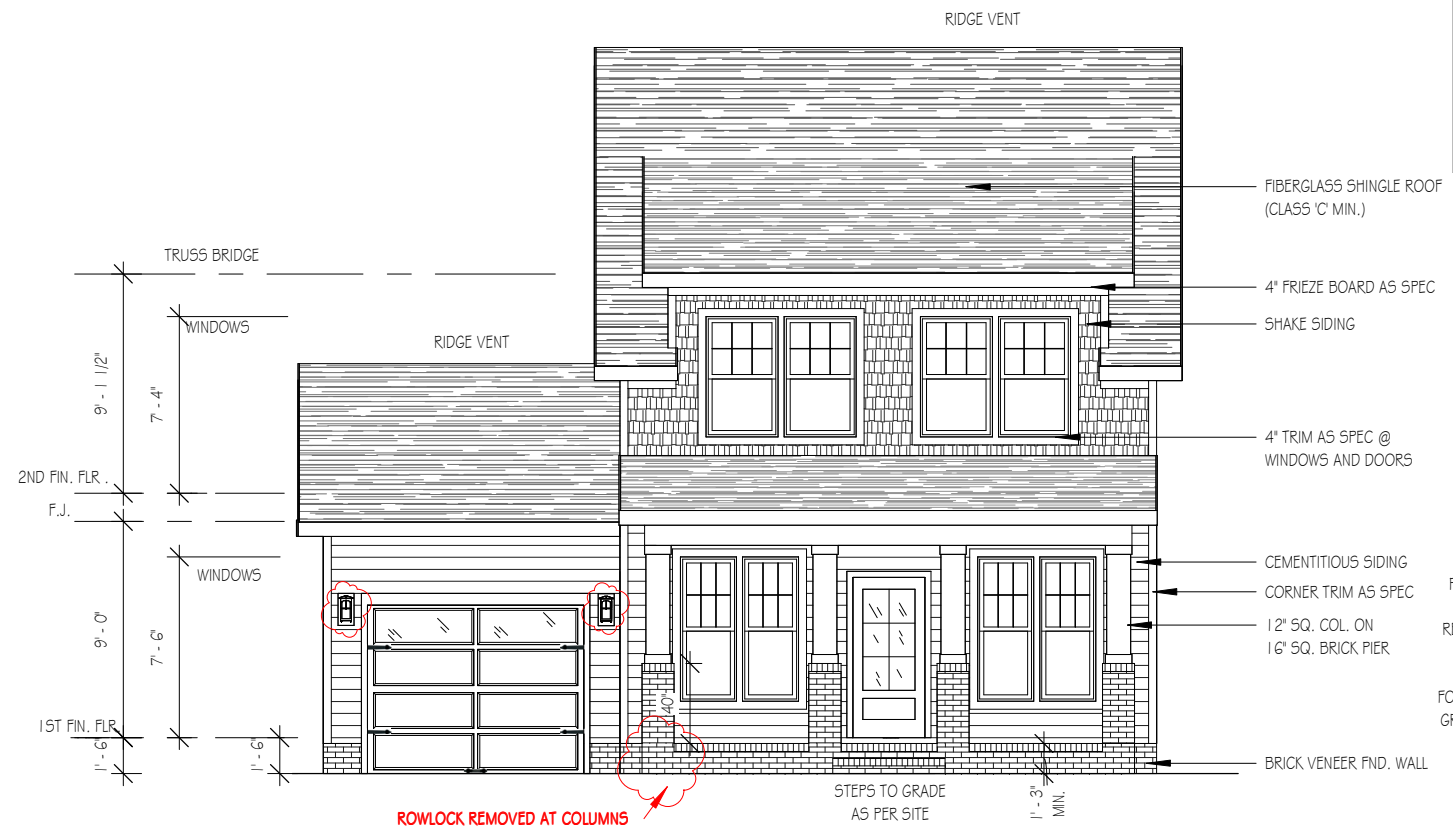 RIDGE VENT
FIBERGLASS SHINGLE ROOF
(CLASS 'C' MIN.)
TRUSS BRIDGE
4" FRIEZE BOARD AS SPEC
WINDOWS
SHAKE SIDING
RIDGE VENT
9' - 1 1/2"
7' - 4"
4" TRIM AS SPEC @
WINDOWS AND DOORS
2ND FIN. FLR .
F.J.
WINDOWS
CEMENTITIOUS SIDING
CORNER TRIM AS SPEC
12" SQ. COL. ON
16" SQ. BRICK PIER
9' - 0"
7' - 6"
40"
1ST FIN. FLR.
1' - 6"
1' - 6"
BRICK VENEER FND. WALL
STEPS TO GRADE
AS PER SITE
1' - 3"
MIN.
ROWLOCK REMOVED AT COLUMNS
F
RI
FO
GR